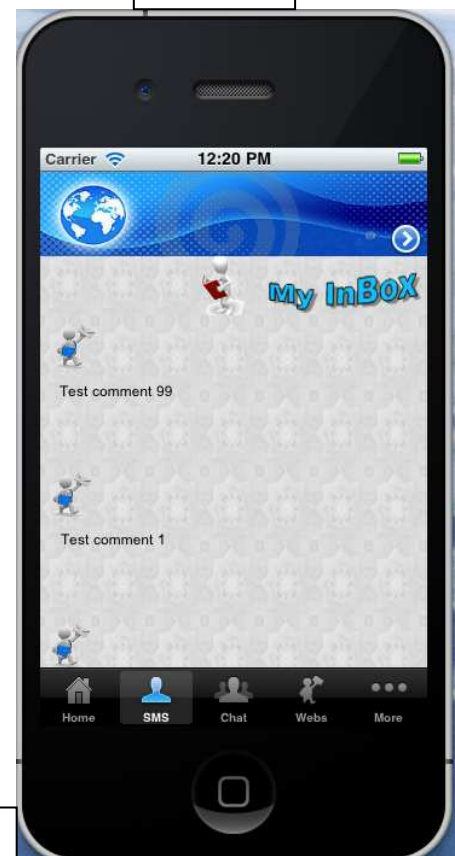 Carrier 12:20 PM
My InBoX
Test comment 99
Test comment 1
Home SMS Chat Webs More